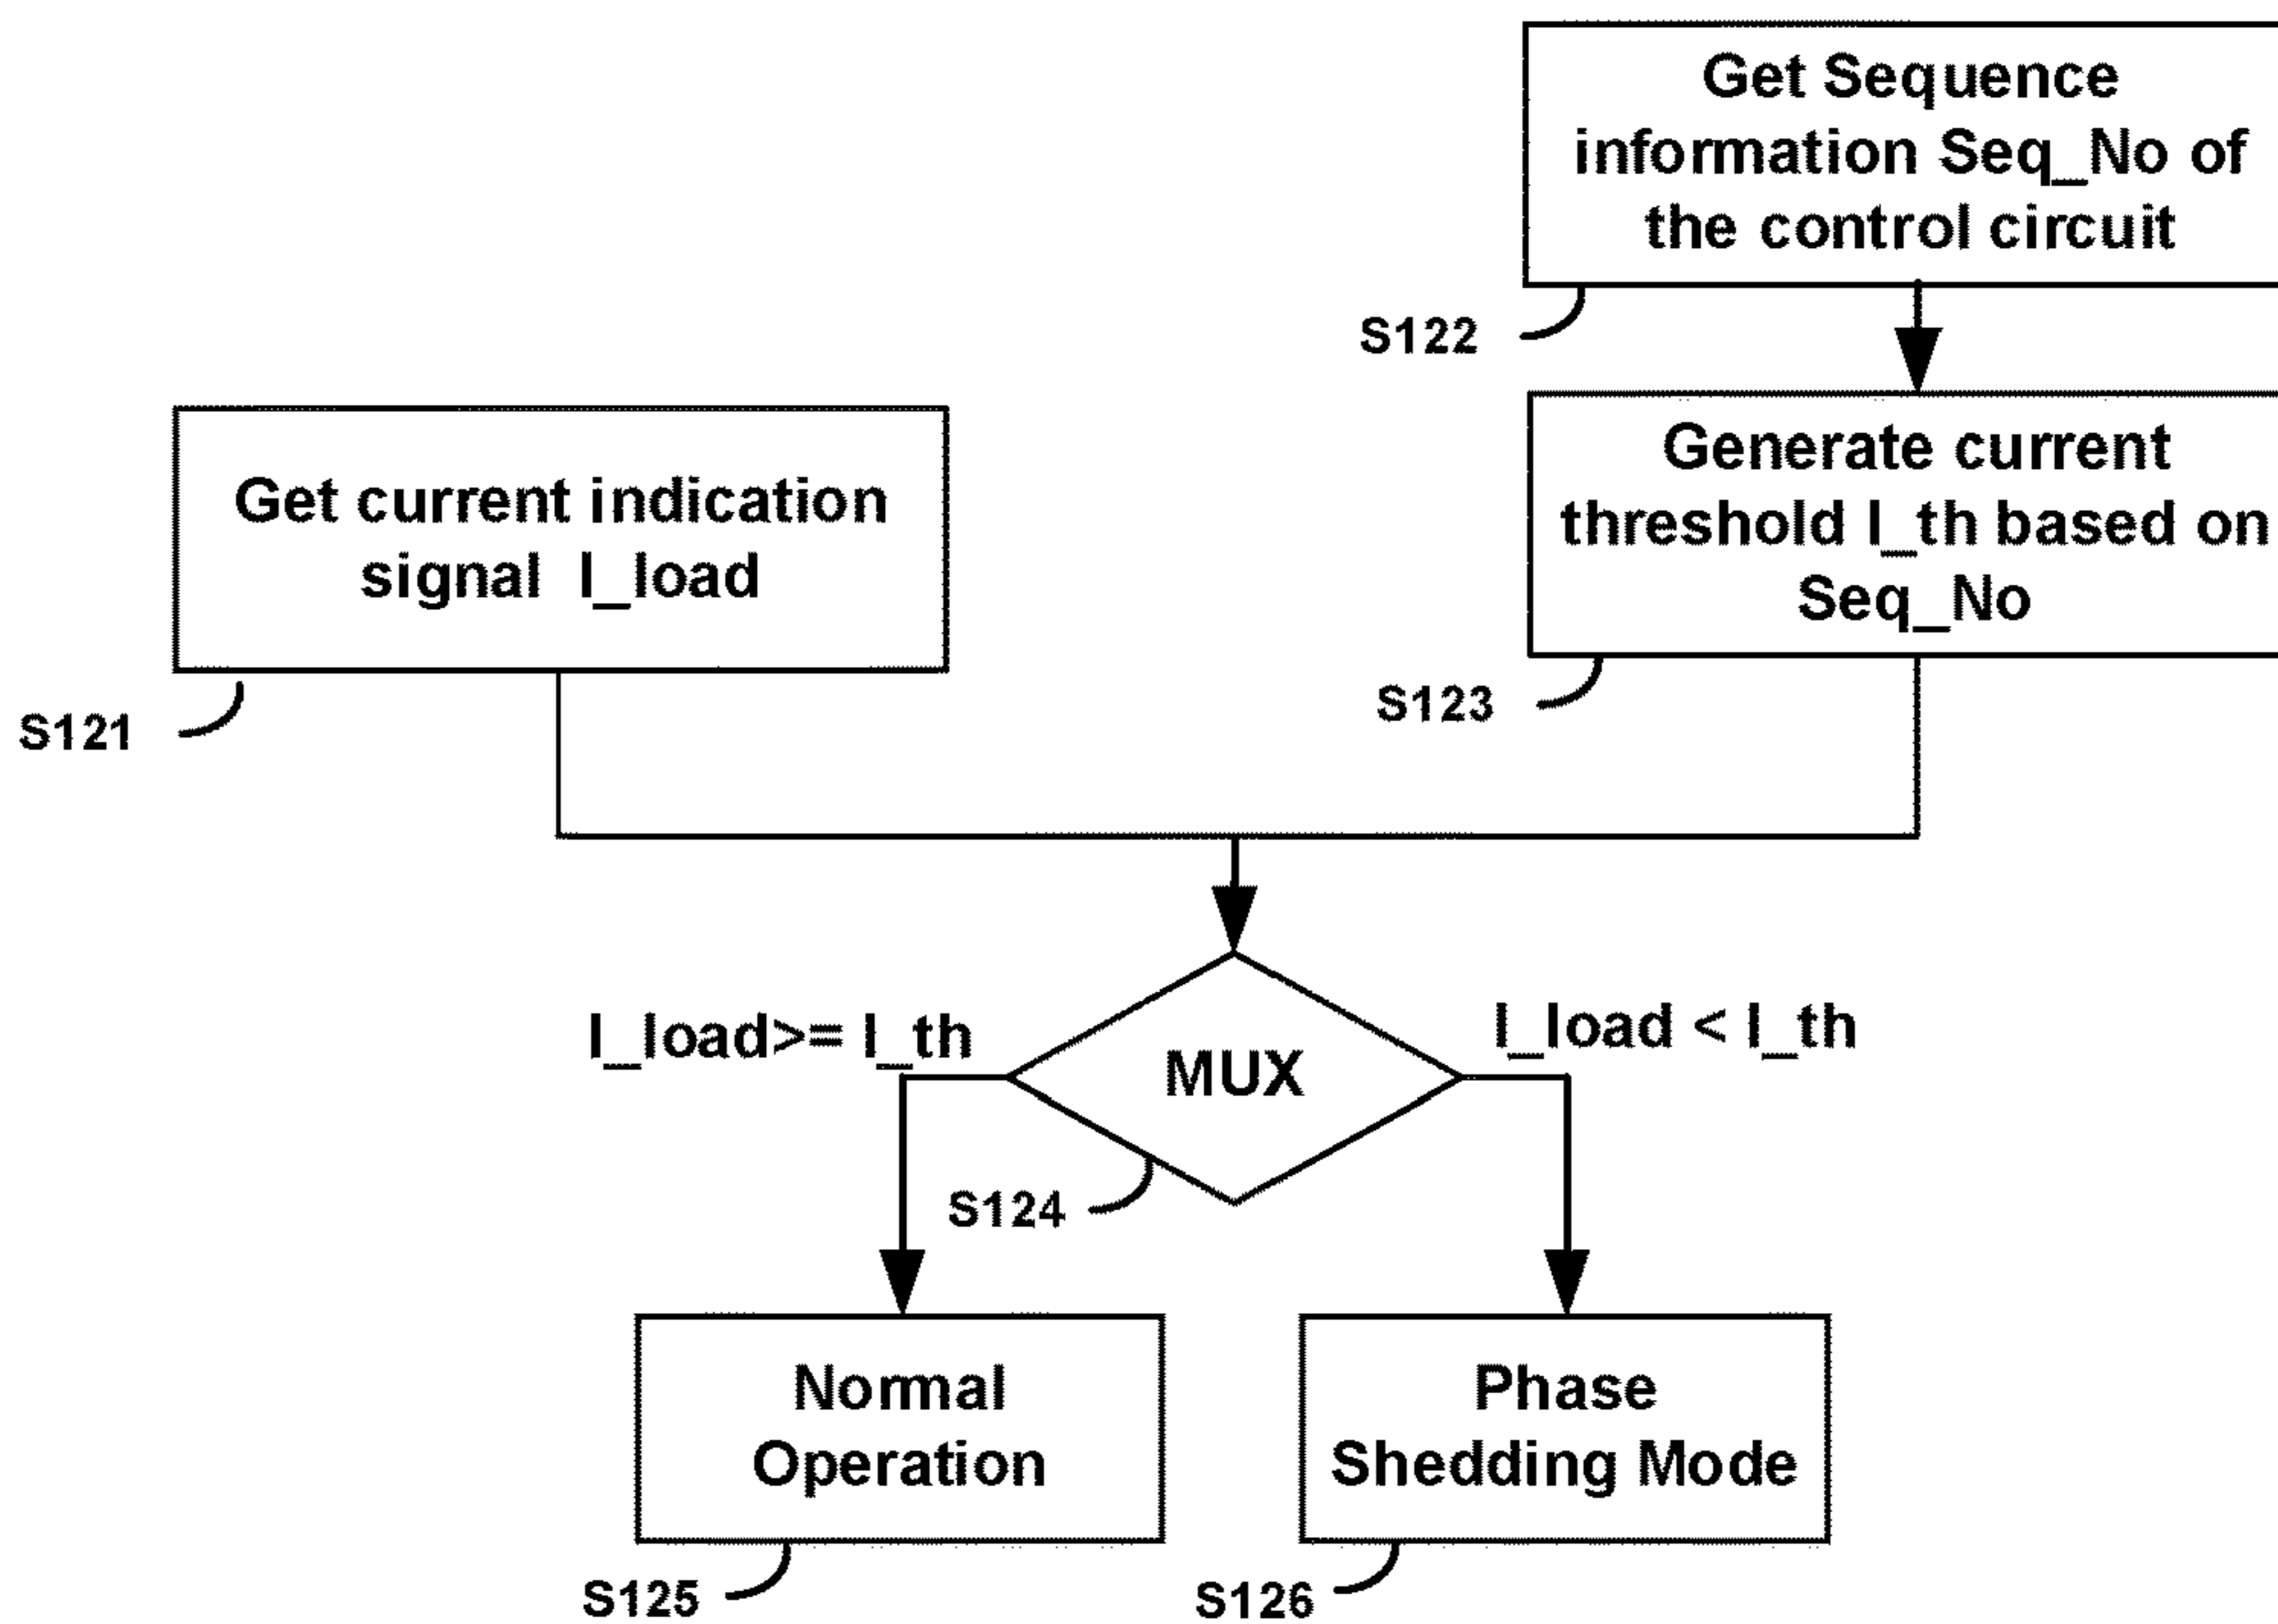 Get Sequence
information Seq_No of
the control circuit
S122
Get current indication
signal I_load
S121
Generate current
threshold I_th based on
Seq_No
S123
I_load>= I_th
MUX
I_load < I_th
S124
Normal
Operation
S125
Phase
Shedding Mode
S126